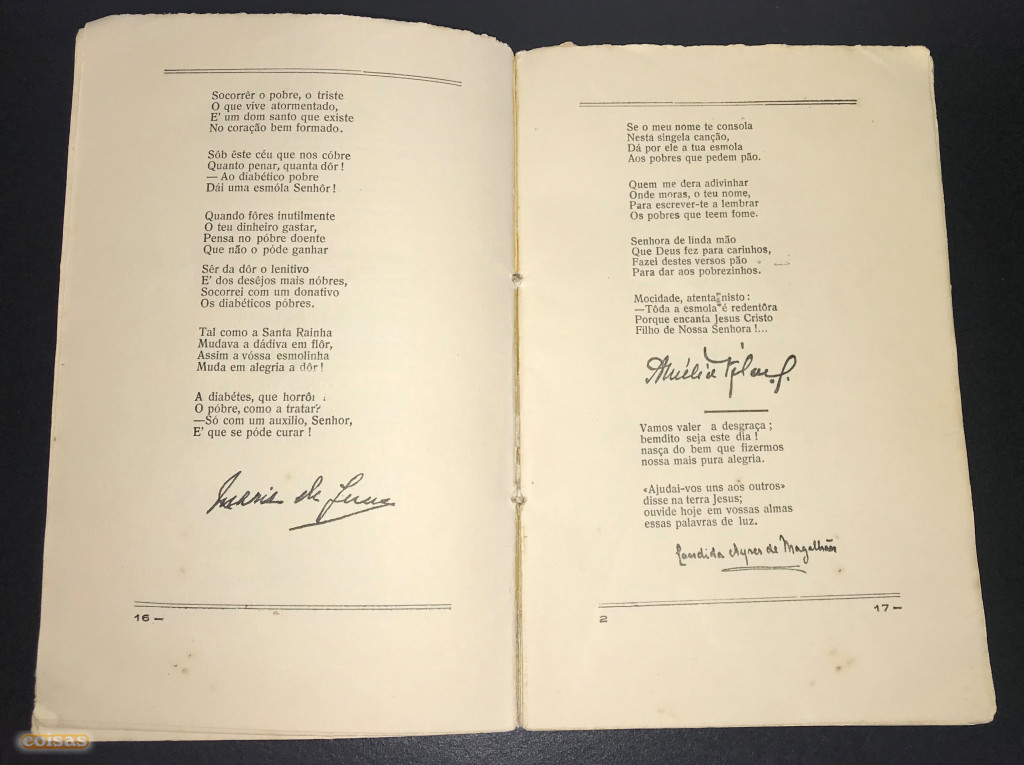 Socorrêr o pobre, o triste
O que vive atormentado,
E' um dom santo que existe
No coração bem formado.
Sób êste céu que nos cóbre
Quanto penar, quanta dôr !
— Ao diabético pobre
Dái uma esmóla Senhôr !
Quando fôres inutilmente
O teu dinheiro gastar,
Pensa no póbre doente
Que não o póde ganhar
Sêr da dôr o lenitivo
E' dos desêjos mais nóbres,
Socorrei com um donativo
Os diabéticos póbres.
Tal como a Santa Rainha
Mudava a dádiva em flôr,
Assim a vóssa esmolinha
Muda em alegria a dôr !
A diabétes, que horrôr
O póbre, como a tratar?
—Só com um auxilio, Senhor,
E' que se póde curar !
Maria de Jesus
16 —
Se o meu nome te consola
Nesta singela canção,
Dá por ele a tua esmola
Aos pobres que pedem pão.
Quem me dera adivinhar
Onde moras, o teu nome,
Para escrever-te a lembrar
Os pobres que teem fome.
Senhora de linda mão
Que Deus fez para carinhos,
Fazei destes versos pão
Para dar aos pobrezinhos.
Mocidade, atenta nisto :
—Tôda a esmola é redentôra
Porque encanta Jesus Cristo
Filho de Nossa Senhora !...
Amélia Vilar
Vamos valer a desgraça ;
bemdito seja este dia !
nasça do bem que fizermos
nossa mais pura alegria.
«Ajudai-vos uns aos outros»
disse na terra Jesus;
ouvide hoje em vossas almas
essas palavras de luz.
Candida Ayres de Magalhães
2
17 —
coisas